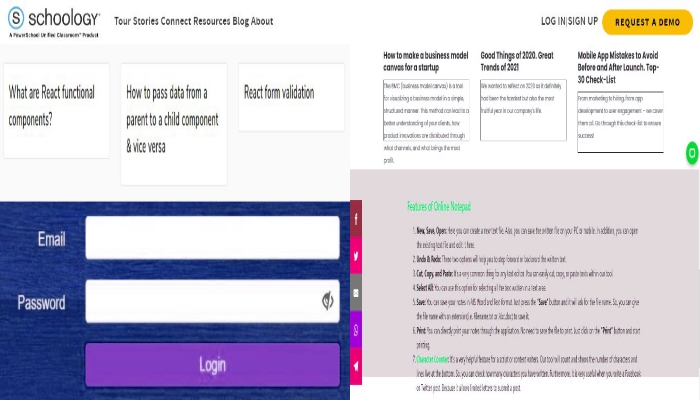 schoology®
A PowerSchool Unified Classroom™ Product
Tour Stories Connect Resources Blog About
LOG IN|SIGN UP
REQUEST A DEMO
What are React functional
components?
How to pass data from a
parent to a child component
& vice versa
React form validation
How to make a business model
canvas for a startup
The BMC (business model canvas) is a tool
for visualizing a business model in a simple,
structured manner. This method can lead to a
better understanding of your clients, how
product innovations are distributed through
what channels, and what brings the most
profit.
Good Things of 2020. Great
Trends of 2021
We wanted to reflect on 2020 as it definitely
had been the hardest but also the most
fruitful year in our company's life.
Mobile App Mistakes to Avoid
Before and After Launch. Top-
30 Check-List
From marketing to hiring, from app
development to user engagement – we cover
them all. Go through this check-list to ensure
success!
Email
Password
Login
Features of Online Notepad
1. New, Save, Open: Here you can create a new text file. Also, you can save the written file on your PC or mobile. In addition, you can open
the existing text file and edit it here.
2. Undo & Redo: These two options will help you to step forward or backward the written text.
3. Cut, Copy, and Paste: It's a very common thing for any text editor. You can easily cut, copy, or paste texts within our tool.
4. Select All: You can use this option for selecting all the text written in a text area.
5. Save: You can save your notes in MS Word and Text format. Just press the "Save" button and it will ask for the file name. So, you can give
the file name with an extension (i.e. filename.txt or .doc) to save it.
6. Print: You can directly print your notes through the application. No need to save the file to print. Just click on the "Print" button and start
printing.
7. Character Counter: It's a very helpful feature for a script or content writers. Our tool will count and show the number of characters and
lines live at the bottom. So, you can check how many characters you have written. Furthermore, it is very useful when you write a Facebook
or Twitter post. Because it allows limited letters to submit a post.